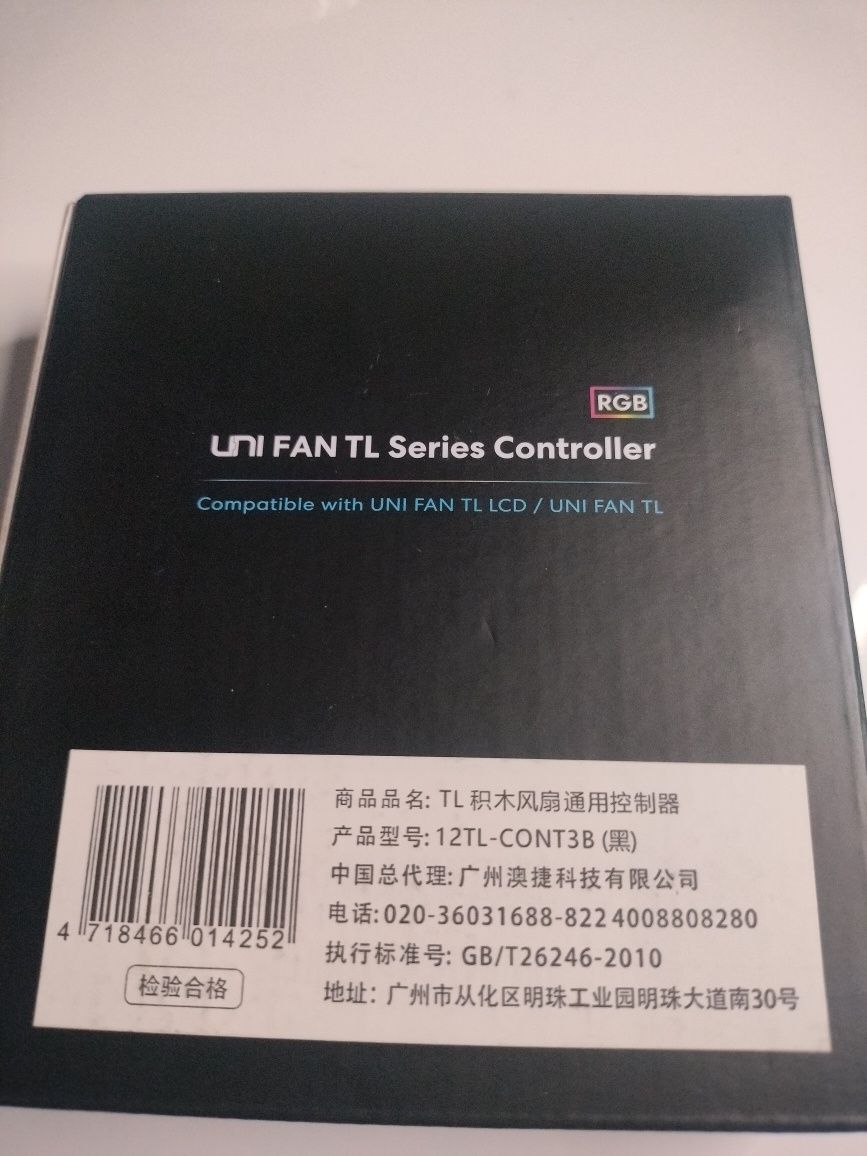 RGB
UNI FAN TL Series Controller
Compatible with UNI FAN TL LCD / UNI FAN TL
商品品名: TL 积木风扇通用控制器
产品型号: 12TL-CONT3B (黑)
中国总代理: 广州澳捷科技有限公司
电话: 020-36031688-822 4008808280
执行标准号: GB/T26246-2010
地址: 广州市从化区明珠工业园明珠大道南30号
4 718466 014252
检验合格